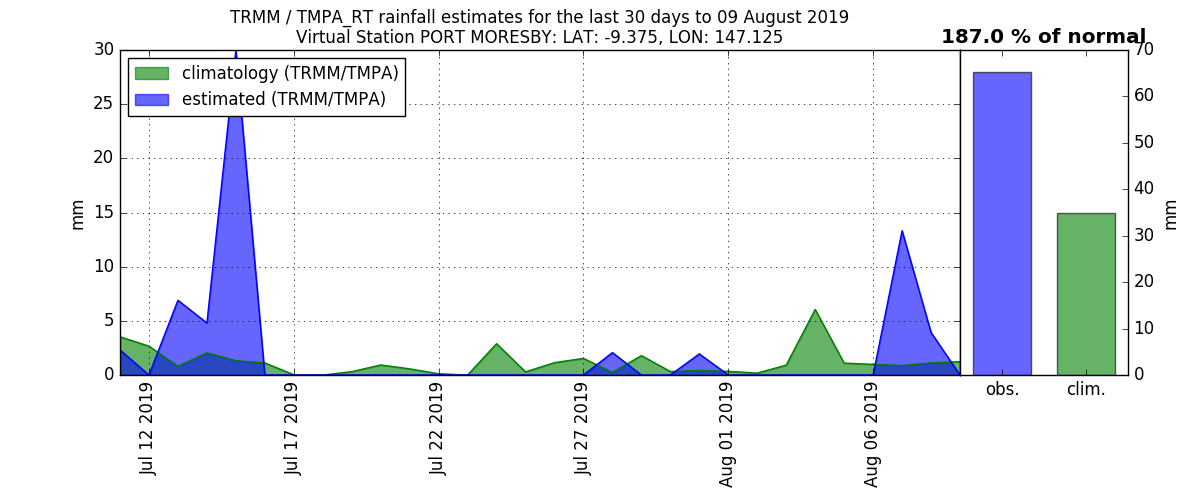 TRMM / TMPA_RT rainfall estimates for the last 30 days to 09 August 2019
Virtual Station PORT MORESBY: LAT: -9.375, LON: 147.125
187.0 % of normal
climatology (TRMM/TMPA)
estimated (TRMM/TMPA)
30
25
20
15
10
5
0
mm
Jul 12 2019
Jul 17 2019
Jul 22 2019
Jul 27 2019
Aug 01 2019
Aug 06 2019
70
60
50
40
30
20
10
0
mm
obs.
clim.